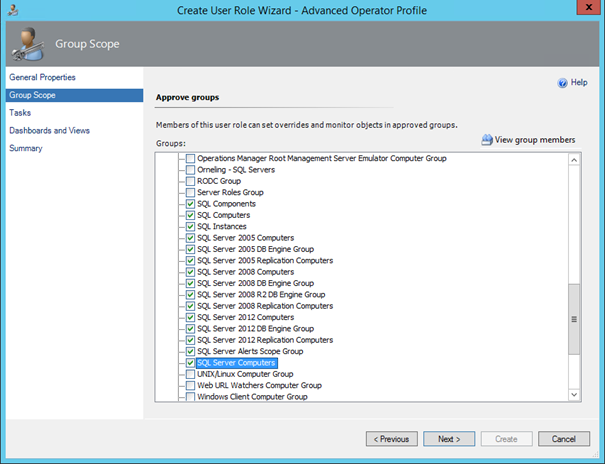 Create User Role Wizard - Advanced Operator Profile
x
Group Scope
General Properties
Group Scope
Tasks
Dashboards and Views
Summary
Help
Approve groups
Members of this user role can set overrides and monitor objects in approved groups.
Groups:
View group members
Operations Manager Root Management Server Emulator Computer Group
Orneling - SQL Servers
RODC Group
Server Roles Group
SQL Components
SQL Computers
SQL Instances
SQL Server 2005 Computers
SQL Server 2005 DB Engine Group
SQL Server 2005 Replication Computers
SQL Server 2008 Computers
SQL Server 2008 DB Engine Group
SQL Server 2008 R2 DB Engine Group
SQL Server 2008 Replication Computers
SQL Server 2012 Computers
SQL Server 2012 DB Engine Group
SQL Server 2012 Replication Computers
SQL Server Alerts Scope Group
SQL Server Computers
UNIX/Linux Computer Group
Web URL Watchers Computer Group
Windows Client Computer Group
< Previous
Next >
Create
Cancel